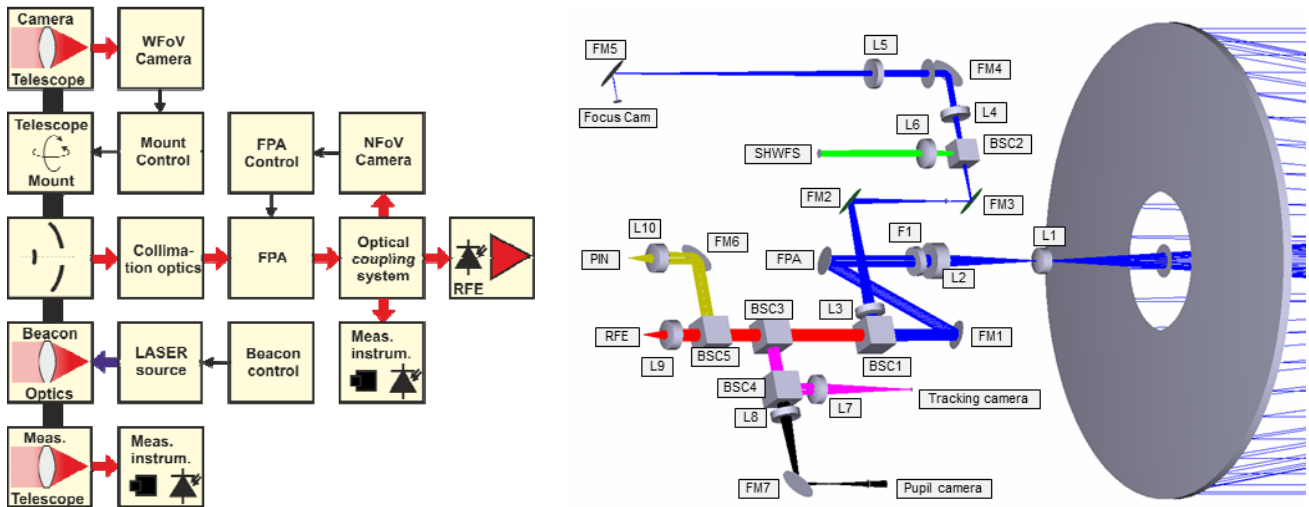 Camera
Telescope
WFoV
Camera
Telescope
Mount
Mount
Control
FPA
Control
NFoV
Camera
Collima-
tion optics
FPA
Optical
coupling
system
RFE
Beacon
Optics
LASER
source
Beacon
control
Meas.
instrum.
Meas.
Telescope
Meas.
instrum.
FM5
Focus Cam
L5
FM4
L4
L6
BSC2
SHWFS
FM2
FM3
F1
L1
L10
FM6
PIN
FPA
L2
BSC3
L3
RFE
FM1
L9
BSC5
BSC1
BSC4
L8
L7
Tracking camera
FM7
Pupil camera